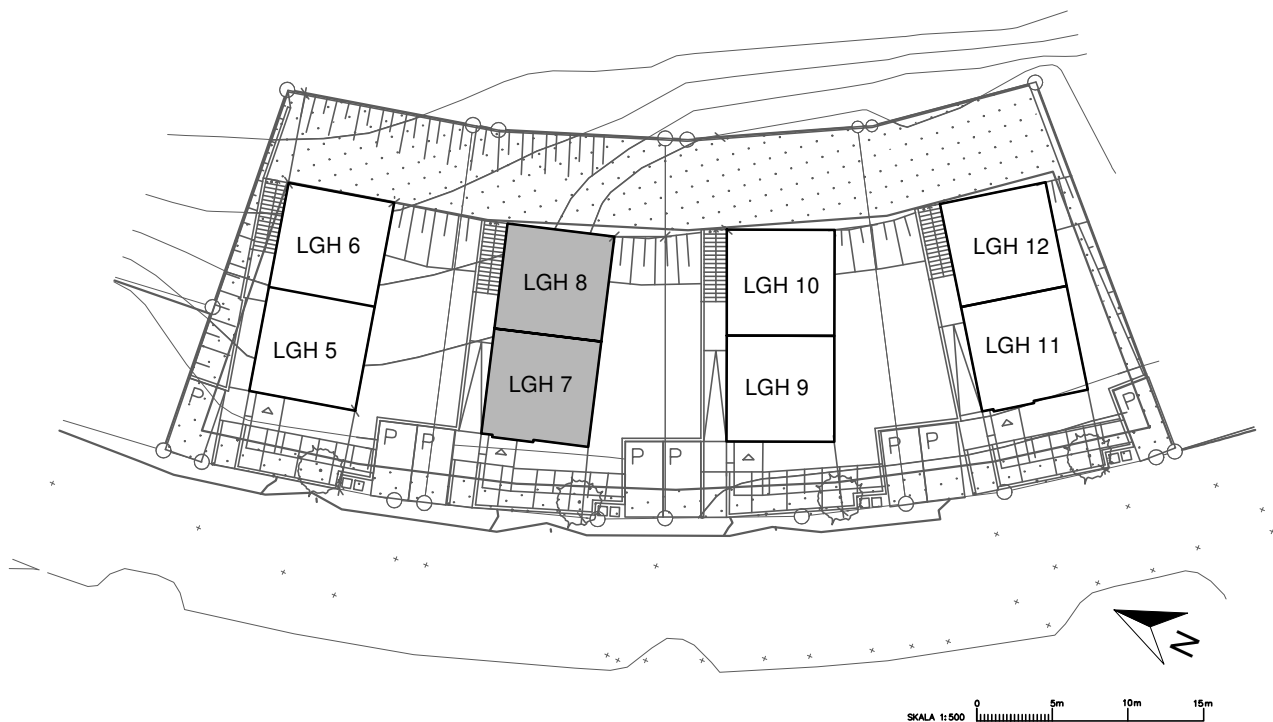 LGH 6
LGH 8
LGH 10
LGH 12
LGH 5
LGH 7
LGH 9
LGH 11
P
P
P
P
P
P
P
P
N
SKALA 1:500
0 5m 10m 15m